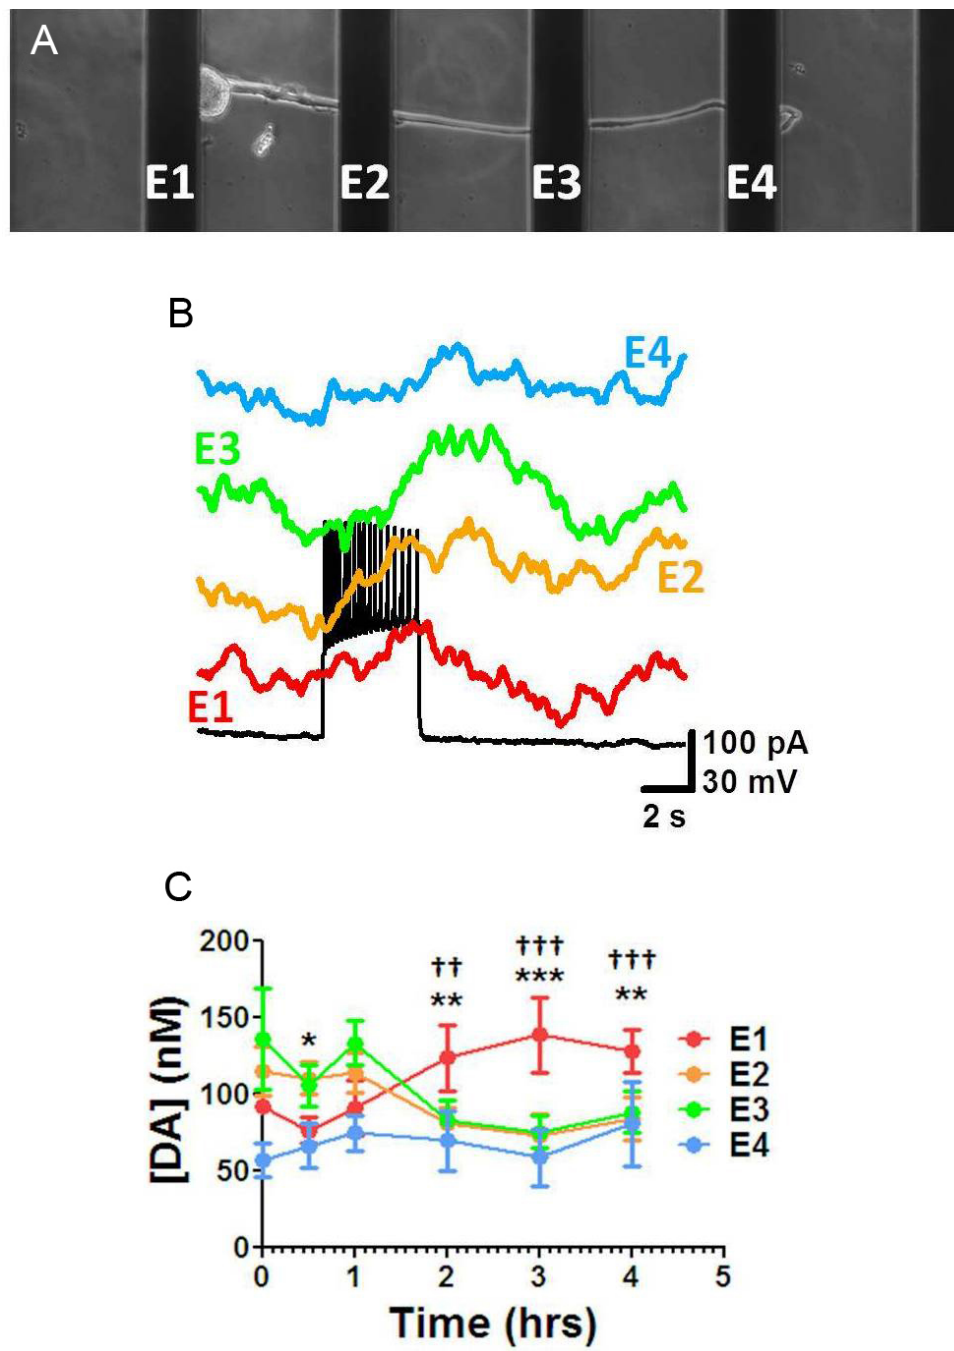 A
E1 E2 E3 E4
B
E4
E3
E2
E1
100 pA
30 mV
2 s
C
200
††† †††
†† *** **
150 **
*
E1
100 E2
E3
50 E4
0
0 1 2 3 4 5
[DA] (nM)
Time (hrs)